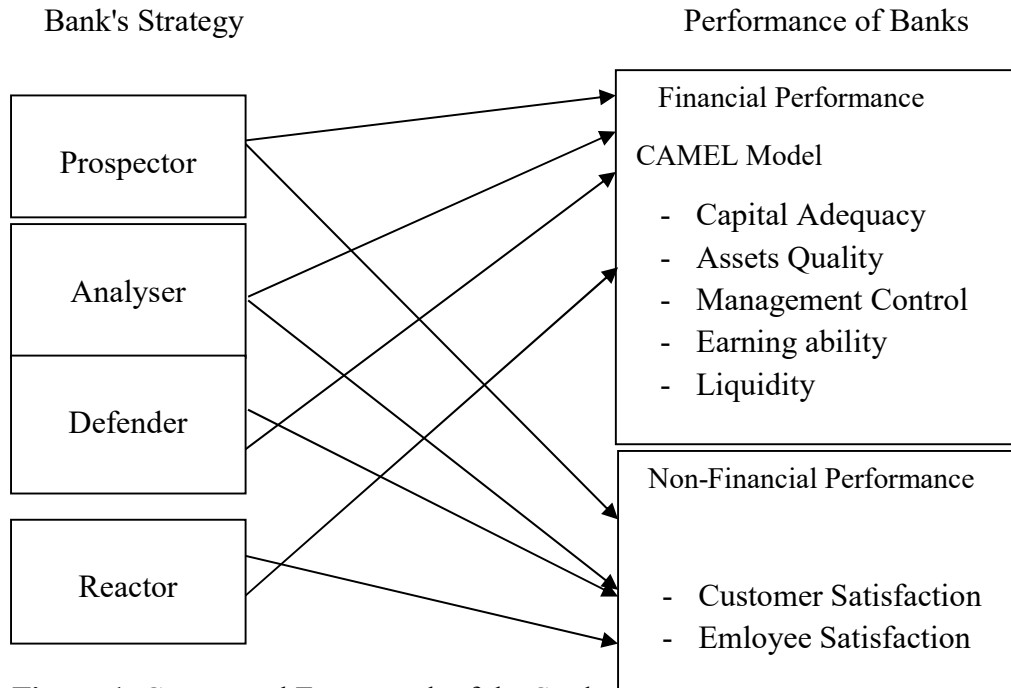 Bank's Strategy
Performance of Banks
Prospector
Analyser
Defender
Reactor
Financial Performance
CAMEL Model
- Capital Adequacy
- Assets Quality
- Management Control
- Earning ability
- Liquidity
Non-Financial Performance
- Customer Satisfaction
- Emloyee Satisfaction